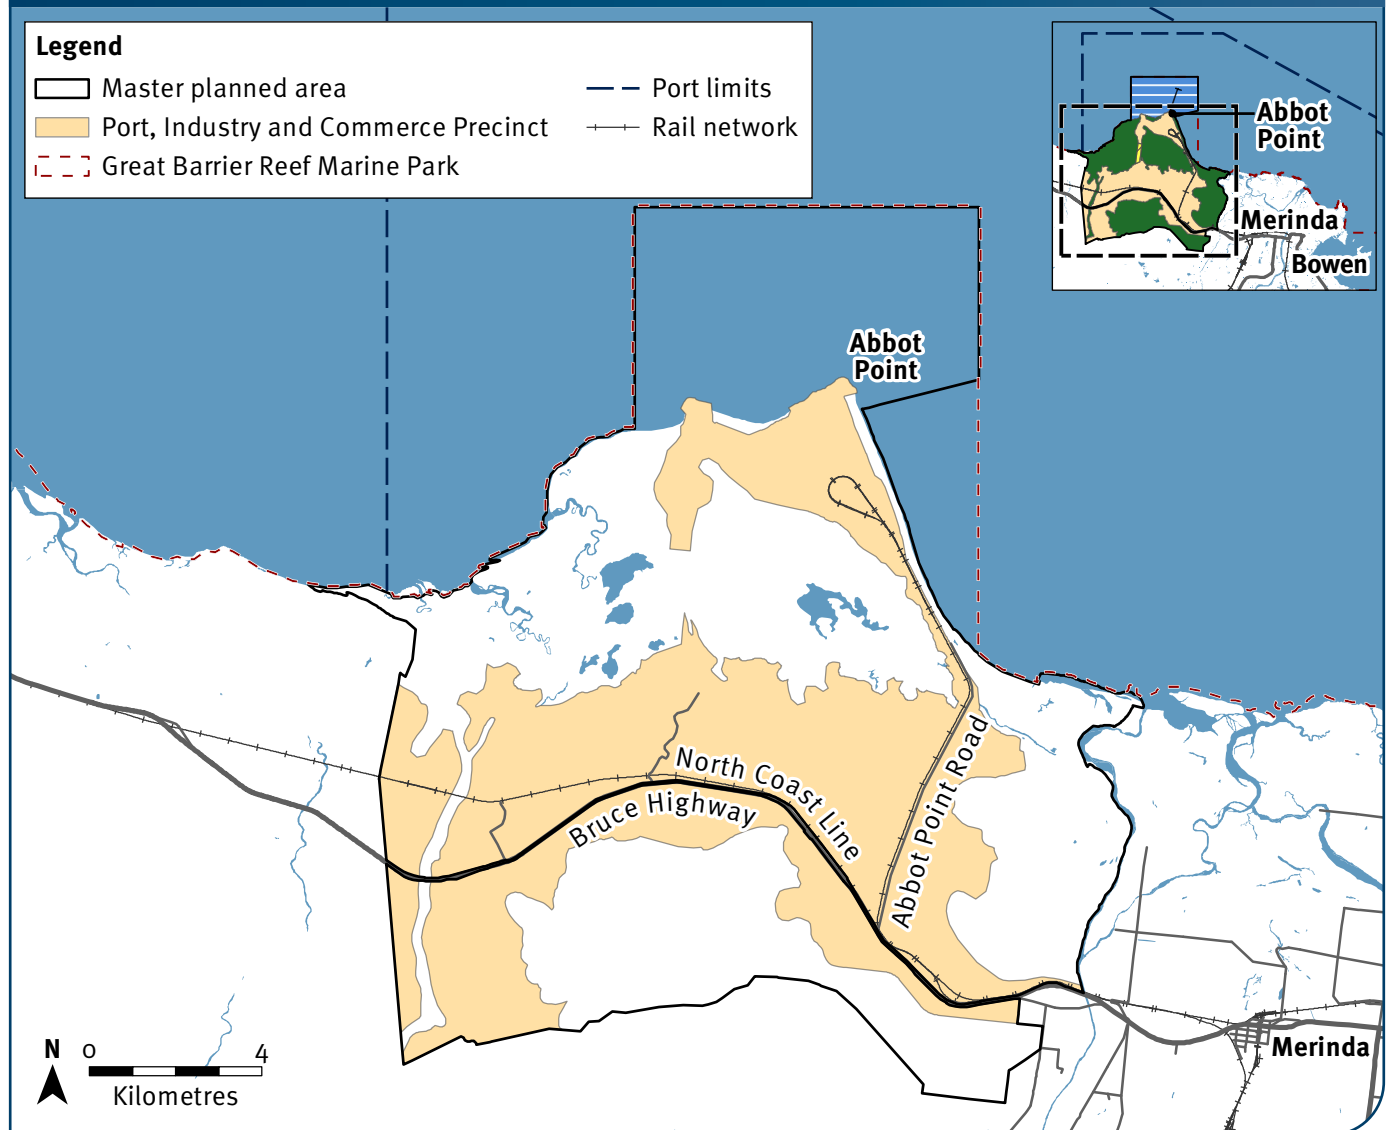 Legend
Master planned area
Port, Industry and Commerce Precinct
Great Barrier Reef Marine Park
Port limits
Rail network
Abbot
Point
Merinda
Bowen
Abbot
Point
North Coast Line
Bruce Highway
Abbot Point Road
Merinda
N
0 4
Kilometres